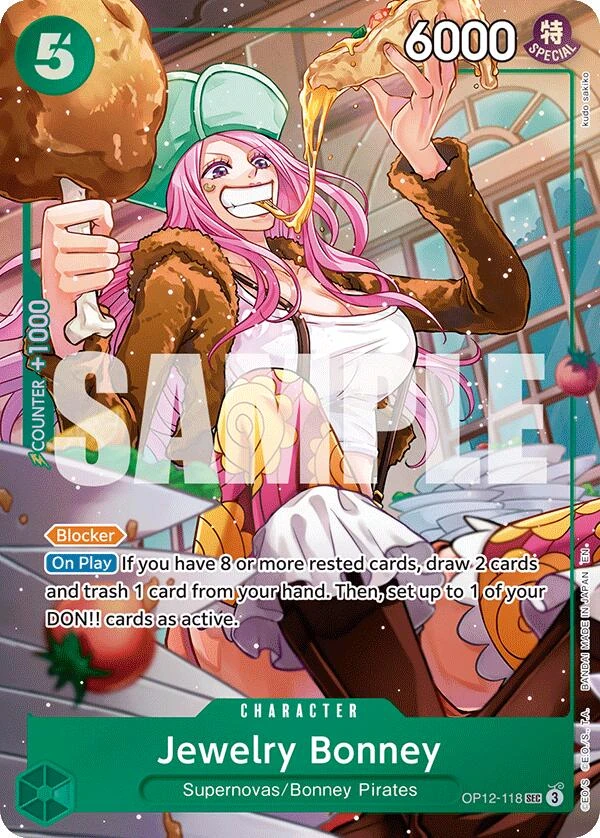 5
6000
特
SPECIAL
kudo sakiko
COUNTER +1000
SAMPLE
Blocker
On Play If you have 8 or more rested cards, draw 2 cards
and trash 1 card from your hand. Then, set up to 1 of your
DON!! cards as active.
CHARACTER
Jewelry Bonney
Supernovas/Bonney Pirates
OP12-118 SEC 3
©E.O/S. ©E.O./S., T.A. BANDAI MADE IN JAPAN EN